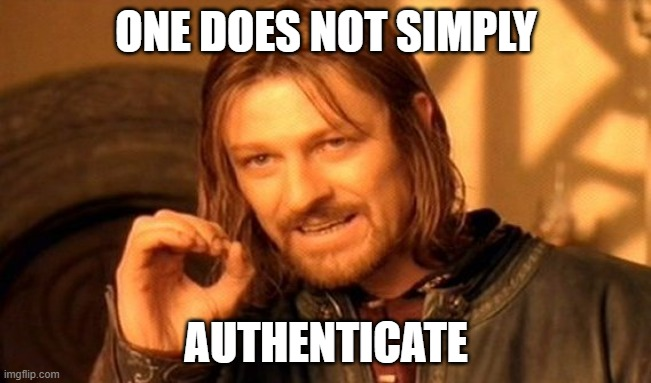 ONE DOES NOT SIMPLY
AUTHENTICATE
imgflip.com